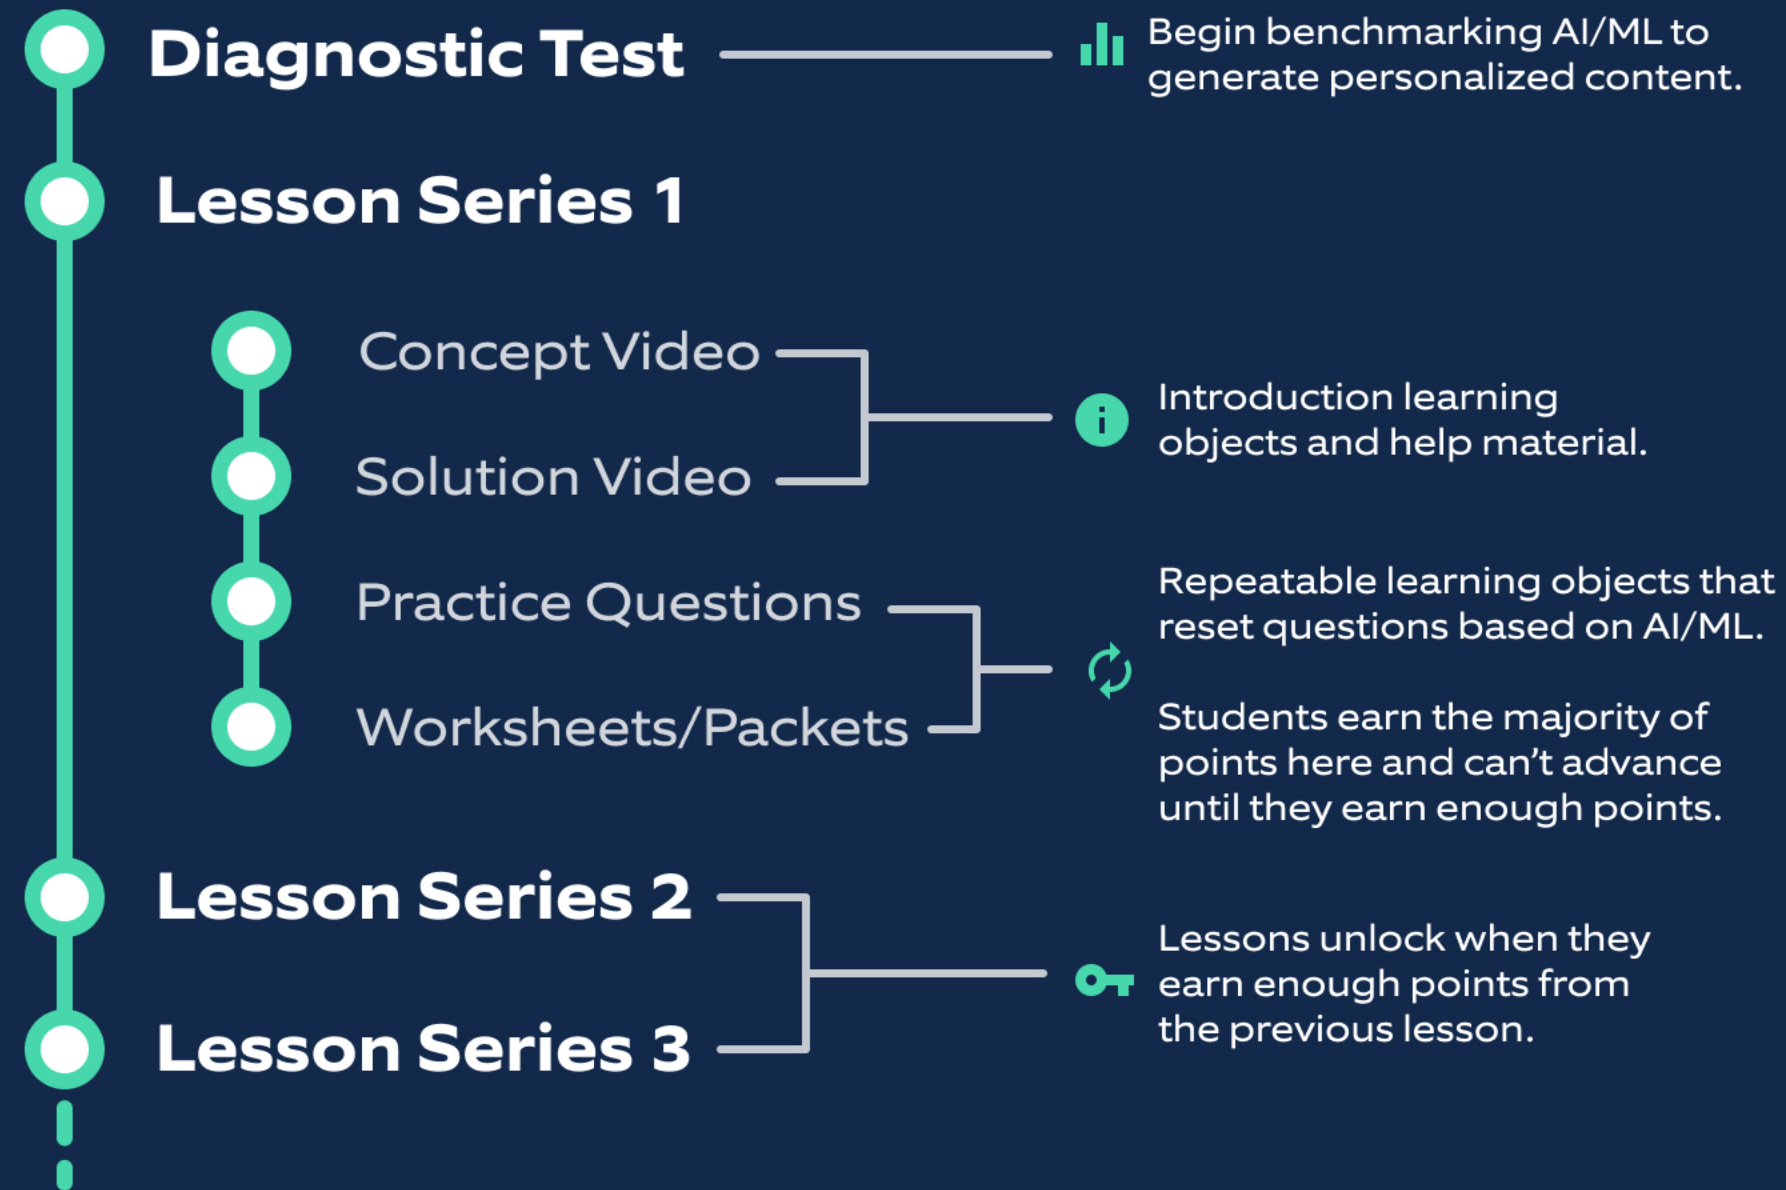 Diagnostic Test
Begin benchmarking AI/ML to
generate personalized content.
Lesson Series 1
Concept Video
Solution Video
Introduction learning
objects and help material.
Practice Questions
Worksheets/Packets
Repeatable learning objects that
reset questions based on AI/ML.
Students earn the majority of
points here and can't advance
until they earn enough points.
Lesson Series 2
Lesson Series 3
Lessons unlock when they
earn enough points from
the previous lesson.